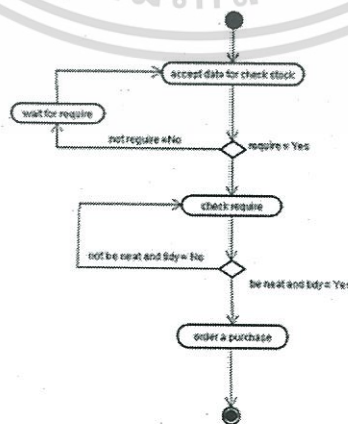 accept data for check stock
wait for require
not require =No
require = Yes
check require
not be neat and tidy = No
be neat and tidy = Yes
order a purchase